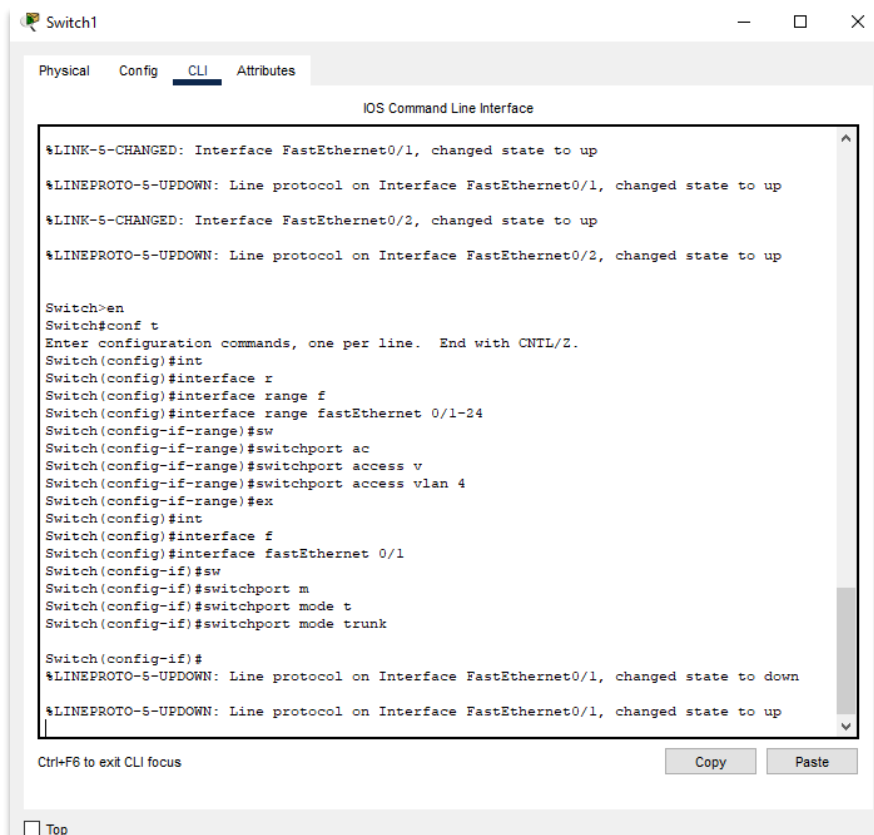 Switch1
Physical Config CLI Attributes
IOS Command Line Interface
%LINK-5-CHANGED: Interface FastEthernet0/1, changed state to up
%LINEPROTO-5-UPDOWN: Line protocol on Interface FastEthernet0/1, changed state to up
%LINK-5-CHANGED: Interface FastEthernet0/2, changed state to up
%LINEPROTO-5-UPDOWN: Line protocol on Interface FastEthernet0/2, changed state to up
Switch>en
Switch#conf t
Enter configuration commands, one per line.  End with CNTL/Z.
Switch(config)#int
Switch(config)#interface r
Switch(config)#interface range f
Switch(config)#interface range fastEthernet 0/1-24
Switch(config-if-range)#sw
Switch(config-if-range)#switchport ac
Switch(config-if-range)#switchport access v
Switch(config-if-range)#switchport access vlan 4
Switch(config-if-range)#ex
Switch(config)#int
Switch(config)#interface f
Switch(config)#interface fastEthernet 0/1
Switch(config-if)#sw
Switch(config-if)#switchport m
Switch(config-if)#switchport mode t
Switch(config-if)#switchport mode trunk
Switch(config-if)#
%LINEPROTO-5-UPDOWN: Line protocol on Interface FastEthernet0/1, changed state to down
%LINEPROTO-5-UPDOWN: Line protocol on Interface FastEthernet0/1, changed state to up
Ctrl+F6 to exit CLI focus
Copy Paste
Top